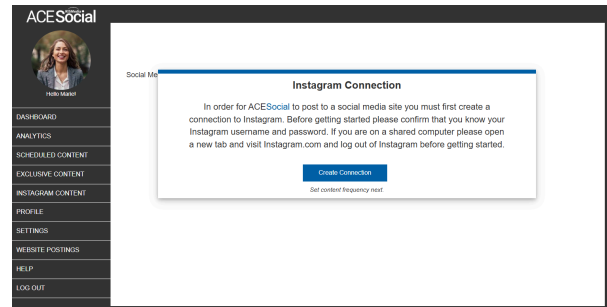 ACESocial
Hello Marie!
DASHBOARD
ANALYTICS
SCHEDULED CONTENT
EXCLUSIVE CONTENT
INSTAGRAM CONTENT
PROFILE
SETTINGS
WEBSITE POSTINGS
HELP
LOG OUT
Social Me
Instagram Connection
In order for ACESocial to post to a social media site you must first create a
connection to Instagram. Before getting started please confirm that you know your
Instagram username and password. If you are on a shared computer please open
a new tab and visit Instagram.com and log out of Instagram before getting started.
Create Connection
Set content frequency next.